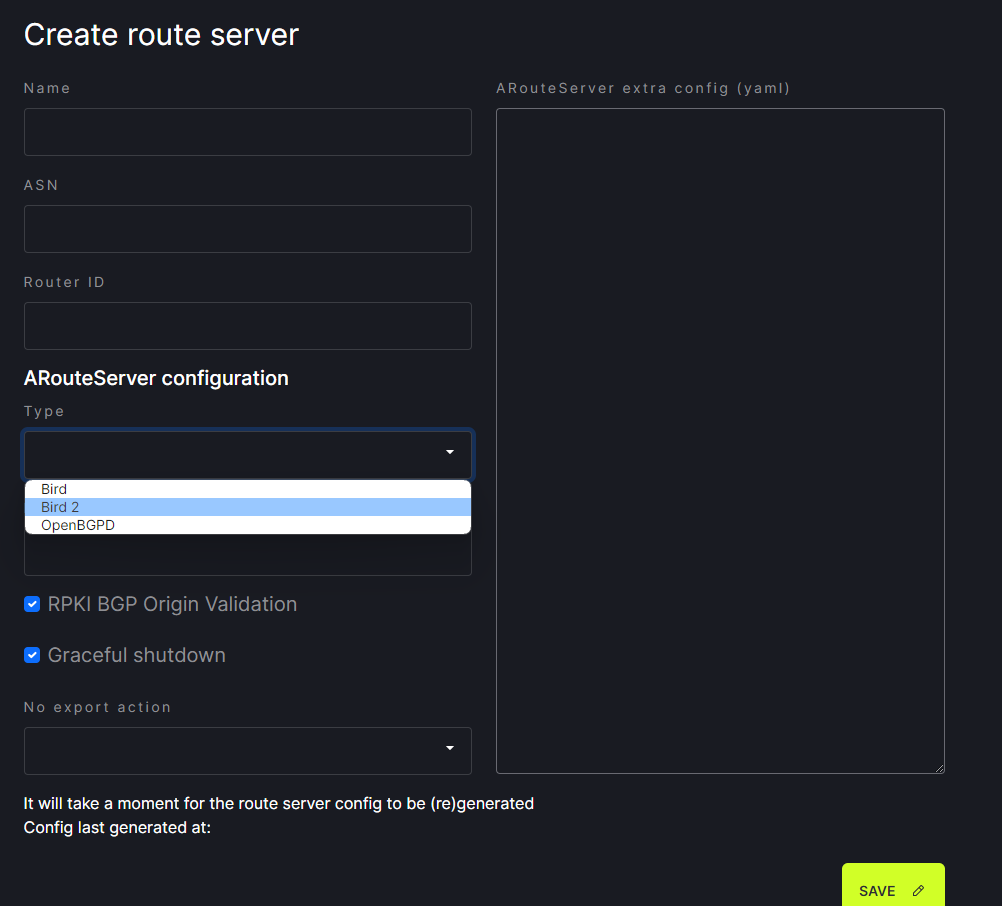 Create route server
Name
ASN
Router ID
ARouteServer configuration
Type
Bird
Bird 2
OpenBGPD
RPKI BGP Origin Validation
Graceful shutdown
No export action
It will take a moment for the route server config to be (re)generated
Config last generated at:
ARouteServer extra config (yaml)
SAVE